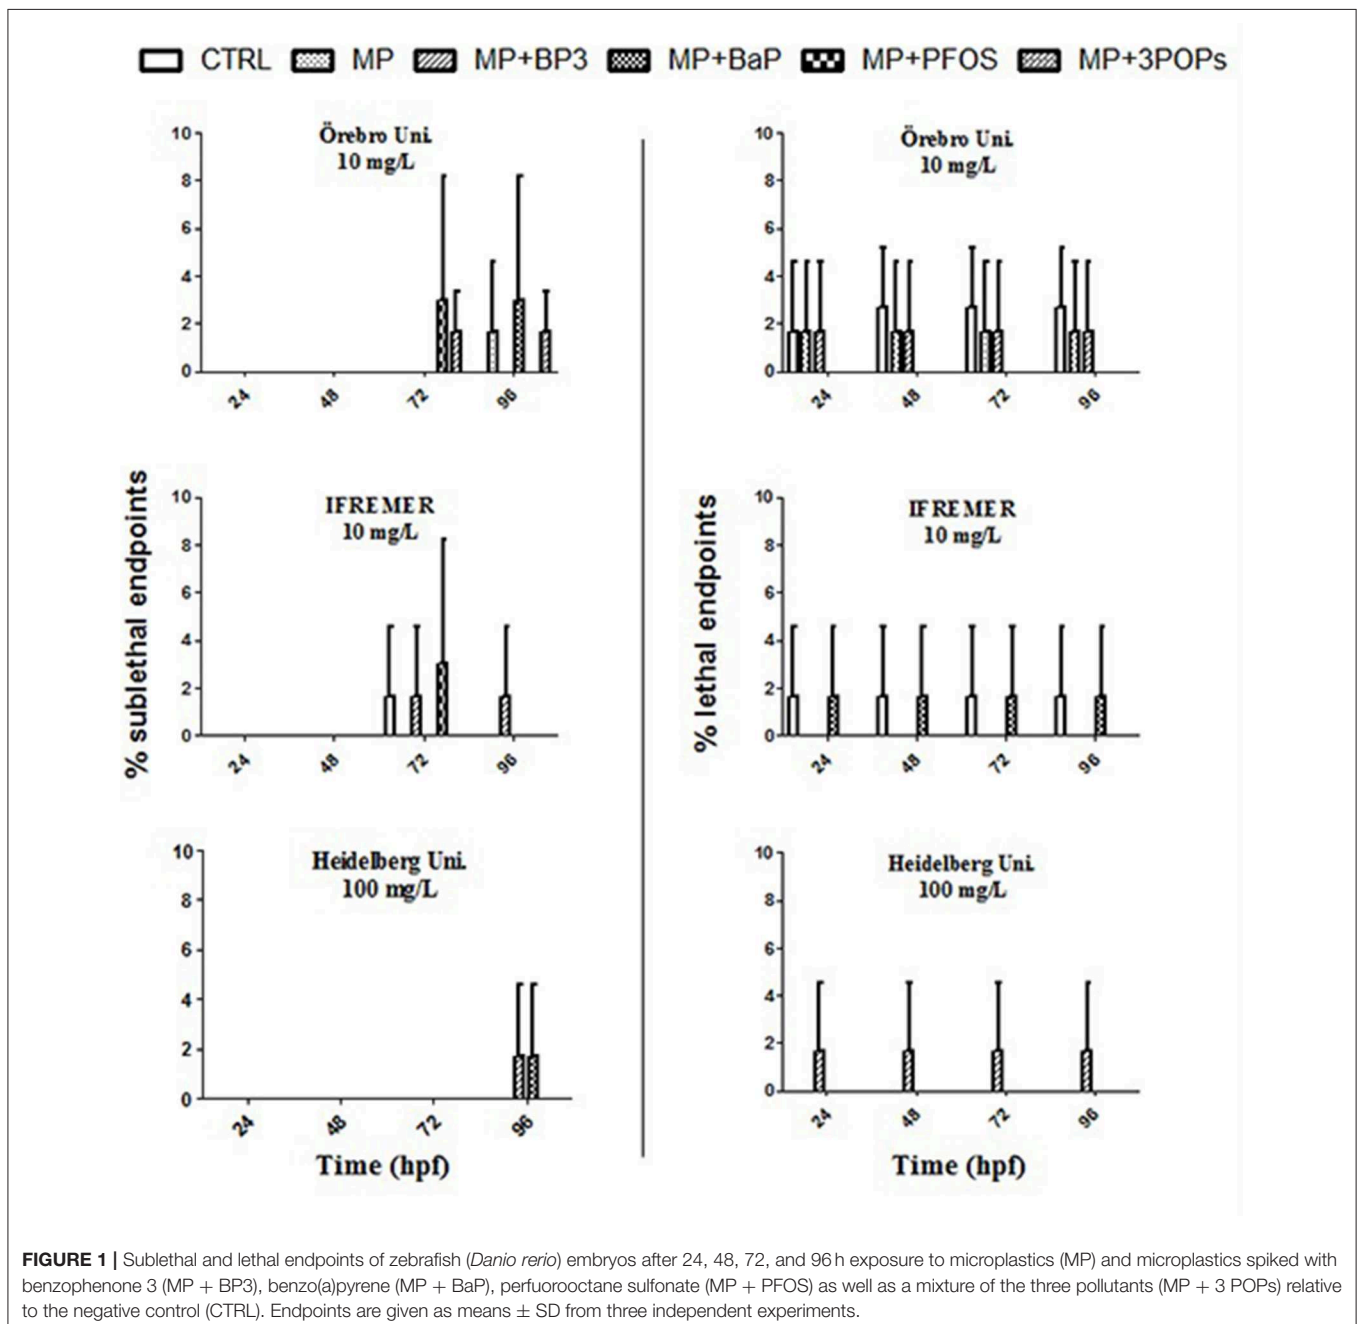 CTRL MP MP+BP3 MP+BaP MP+PFOS MP+3POPs
Örebro Uni.
10 mg/L
10
8
6
4
2
0
24 48 72 96
Örebro Uni.
10 mg/L
10
8
6
4
2
0
24 48 72 96
% sublethal endpoints
IFREMER
10 mg/L
10
8
6
4
2
0
24 48 72 96
% lethal endpoints
IFREMER
10 mg/L
10
8
6
4
2
0
24 48 72 96
Heidelberg Uni.
100 mg/L
10
8
6
4
2
0
24 48 72 96
Time (hpf)
Heidelberg Uni.
100 mg/L
10
8
6
4
2
0
24 48 72 96
Time (hpf)
FIGURE 1 | Sublethal and lethal endpoints of zebrafish (Danio rerio) embryos after 24, 48, 72, and 96 h exposure to microplastics (MP) and microplastics spiked with
benzophenone 3 (MP + BP3), benzo(a)pyrene (MP + BaP), perfuorooctane sulfonate (MP + PFOS) as well as a mixture of the three pollutants (MP + 3 POPs) relative
to the negative control (CTRL). Endpoints are given as means ± SD from three independent experiments.